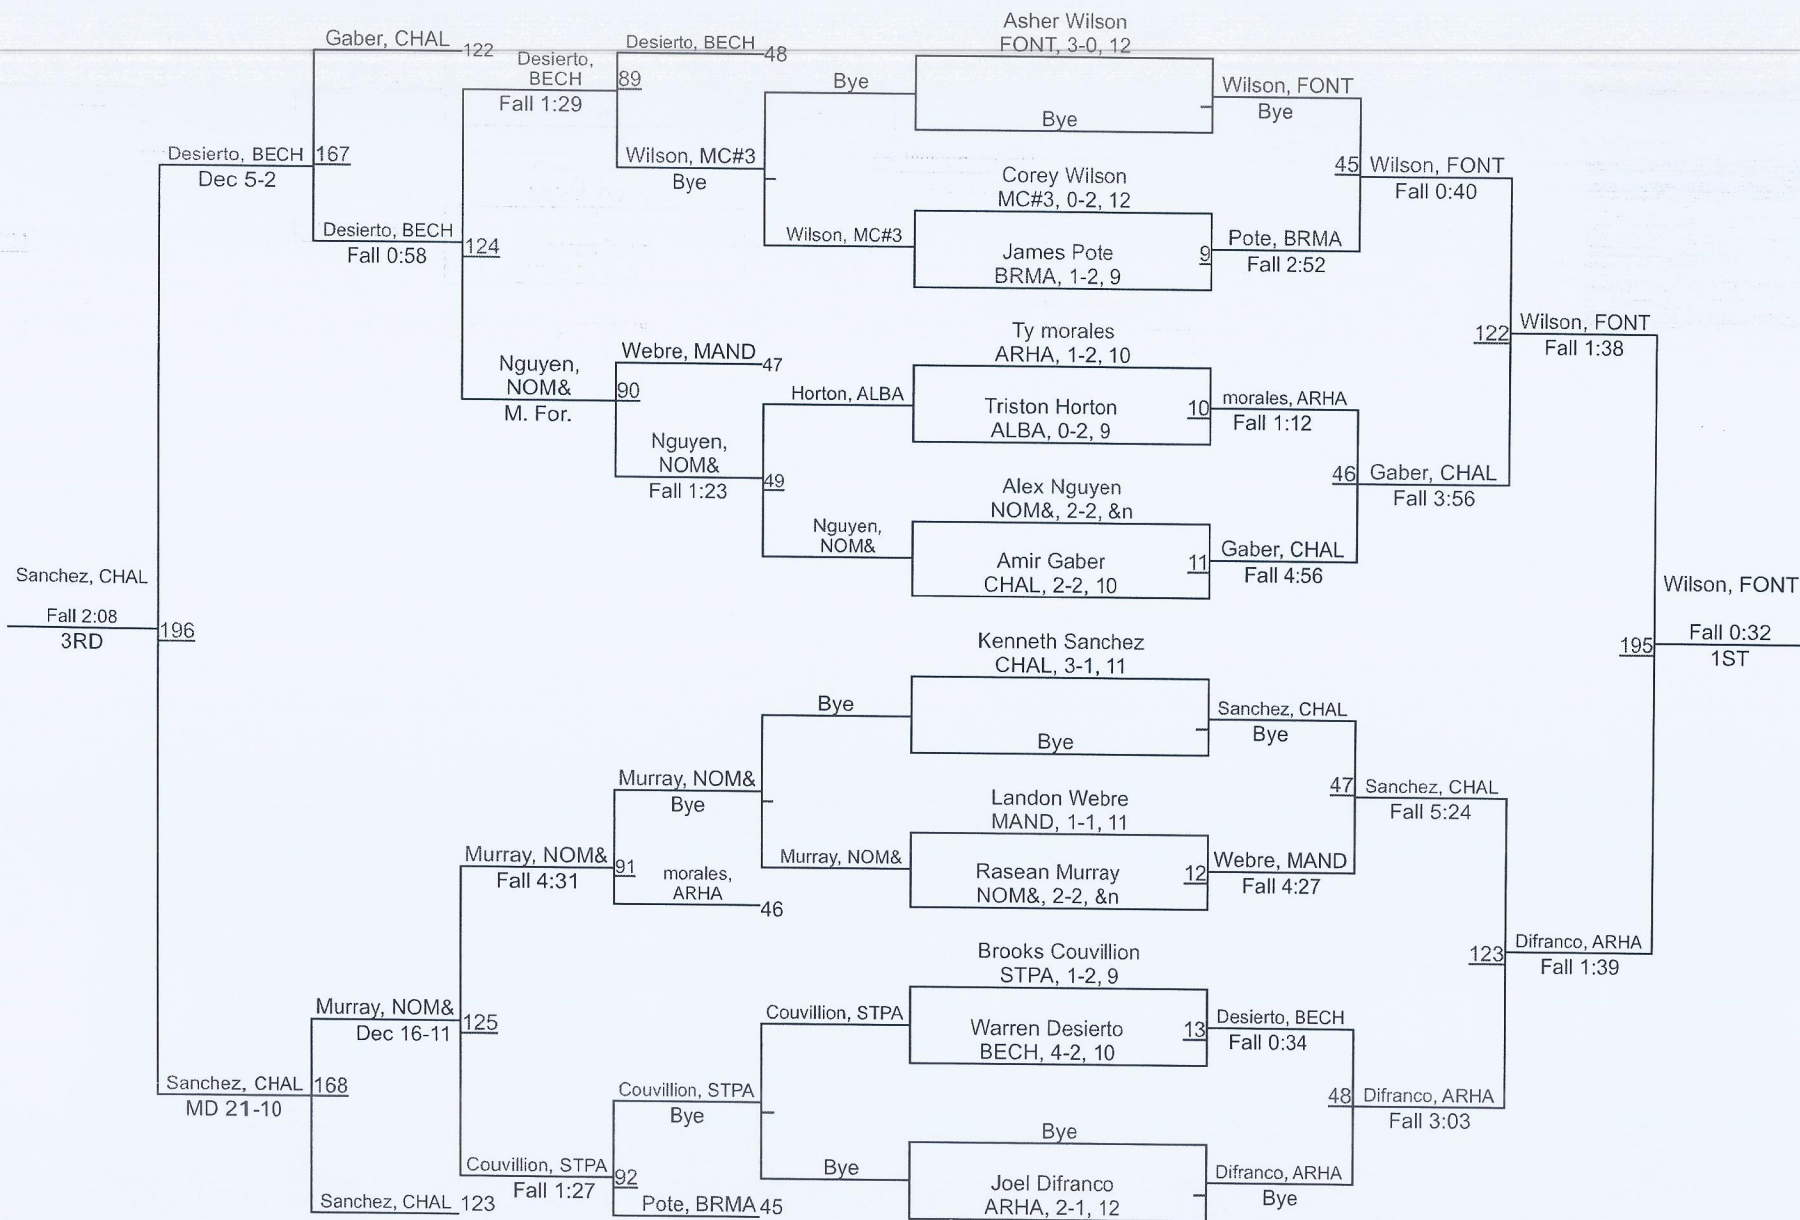 Asher Wilson
FONT, 3-0, 12
Bye
Corey Wilson
MC#3, 0-2, 12
James Pote
BRMA, 1-2, 9
9
Ty morales
ARHA, 1-2, 10
Triston Horton
ALBA, 0-2, 9
10
Alex Nguyen
NOM&, 2-2, &n
Amir Gaber
CHAL, 2-2, 10
11
Kenneth Sanchez
CHAL, 3-1, 11
Bye
Landon Webre
MAND, 1-1, 11
Rasean Murray
NOM&, 2-2, &n
12
Brooks Couvillion
STPA, 1-2, 9
Warren Desierto
BECH, 4-2, 10
13
Bye
Joel Difranco
ARHA, 2-1, 12
Wilson, FONT
Bye
45
Pote, BRMA
Fall 2:52
morales, ARHA
Fall 1:12
46
Gaber, CHAL
Fall 4:56
Sanchez, CHAL
Bye
47
Webre, MAND
Fall 4:27
Desierto, BECH
Fall 0:34
48
Difranco, ARHA
Bye
Wilson, FONT
Fall 0:40
122
Gaber, CHAL
Fall 3:56
Sanchez, CHAL
Fall 5:24
123
Difranco, ARHA
Fall 3:03
Wilson, FONT
Fall 1:38
195
Difranco, ARHA
Fall 1:39
Wilson, FONT
Fall 0:32
1ST
Bye
Wilson, MC#3
Horton, ALBA
49
Nguyen,
NOM&
Bye
Murray, NOM&
Couvillion, STPA
Bye
Desierto, BECH
48
89
Wilson, MC#3
Bye
Webre, MAND
47
90
Nguyen,
NOM&
Fall 1:23
Murray, NOM&
Bye
91
morales,
ARHA
46
Couvillion, STPA
Bye
92
Pote, BRMA
45
Desierto,
BECH
Fall 1:29
124
Nguyen,
NOM&
M. For.
Murray, NOM&
Fall 4:31
125
Couvillion, STPA
Fall 1:27
Gaber, CHAL
122
167
Desierto, BECH
Fall 0:58
Murray, NOM&
Dec 16-11
168
Sanchez, CHAL
123
Desierto, BECH
Dec 5-2
196
Sanchez, CHAL
MD 21-10
Sanchez, CHAL
Fall 2:08
3RD